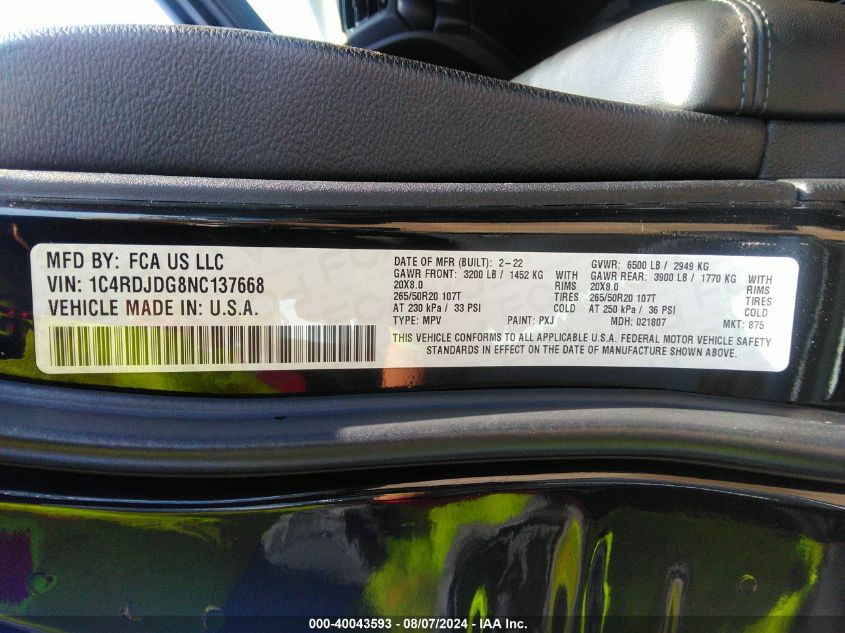 MFD BY: FCA US LLC
VIN: 1C4RDJDG8NC137668
VEHICLE MADE IN: U.S.A.
DATE OF MFR (BUILT): 2-22 GVWR: 6500 LB / 2949 KG
GAWR FRONT: 3200 LB / 1452 KG WITH GAWR REAR: 3900 LB / 1770 KG WITH
20X8.0 RIMS 20X8.0 RIMS
265/50R20 107T TIRES 265/50R20 107T TIRES
AT 230 kPa / 33 PSI COLD AT 250 kPa / 36 PSI COLD
TYPE: MPV PAINT: PXJ MDH: 021807 MKT: 875
THIS VEHICLE CONFORMS TO ALL APPLICABLE U.S.A. FEDERAL MOTOR VEHICLE SAFETY
STANDARDS IN EFFECT ON THE DATE OF MANUFACTURE SHOWN ABOVE.
000-40043593 - 08/07/2024 - IAA Inc.